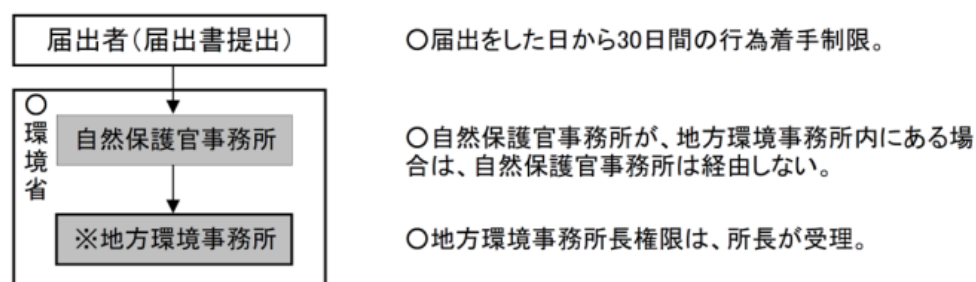 届出者(届出書提出)
〇届出をした日から30日間の行為着手制限。
〇環境省
自然保護官事務所
〇自然保護官事務所が、地方環境事務所内にある場
合は、自然保護官事務所は経由しない。
※地方環境事務所
〇地方環境事務所長権限は、所長が受理。